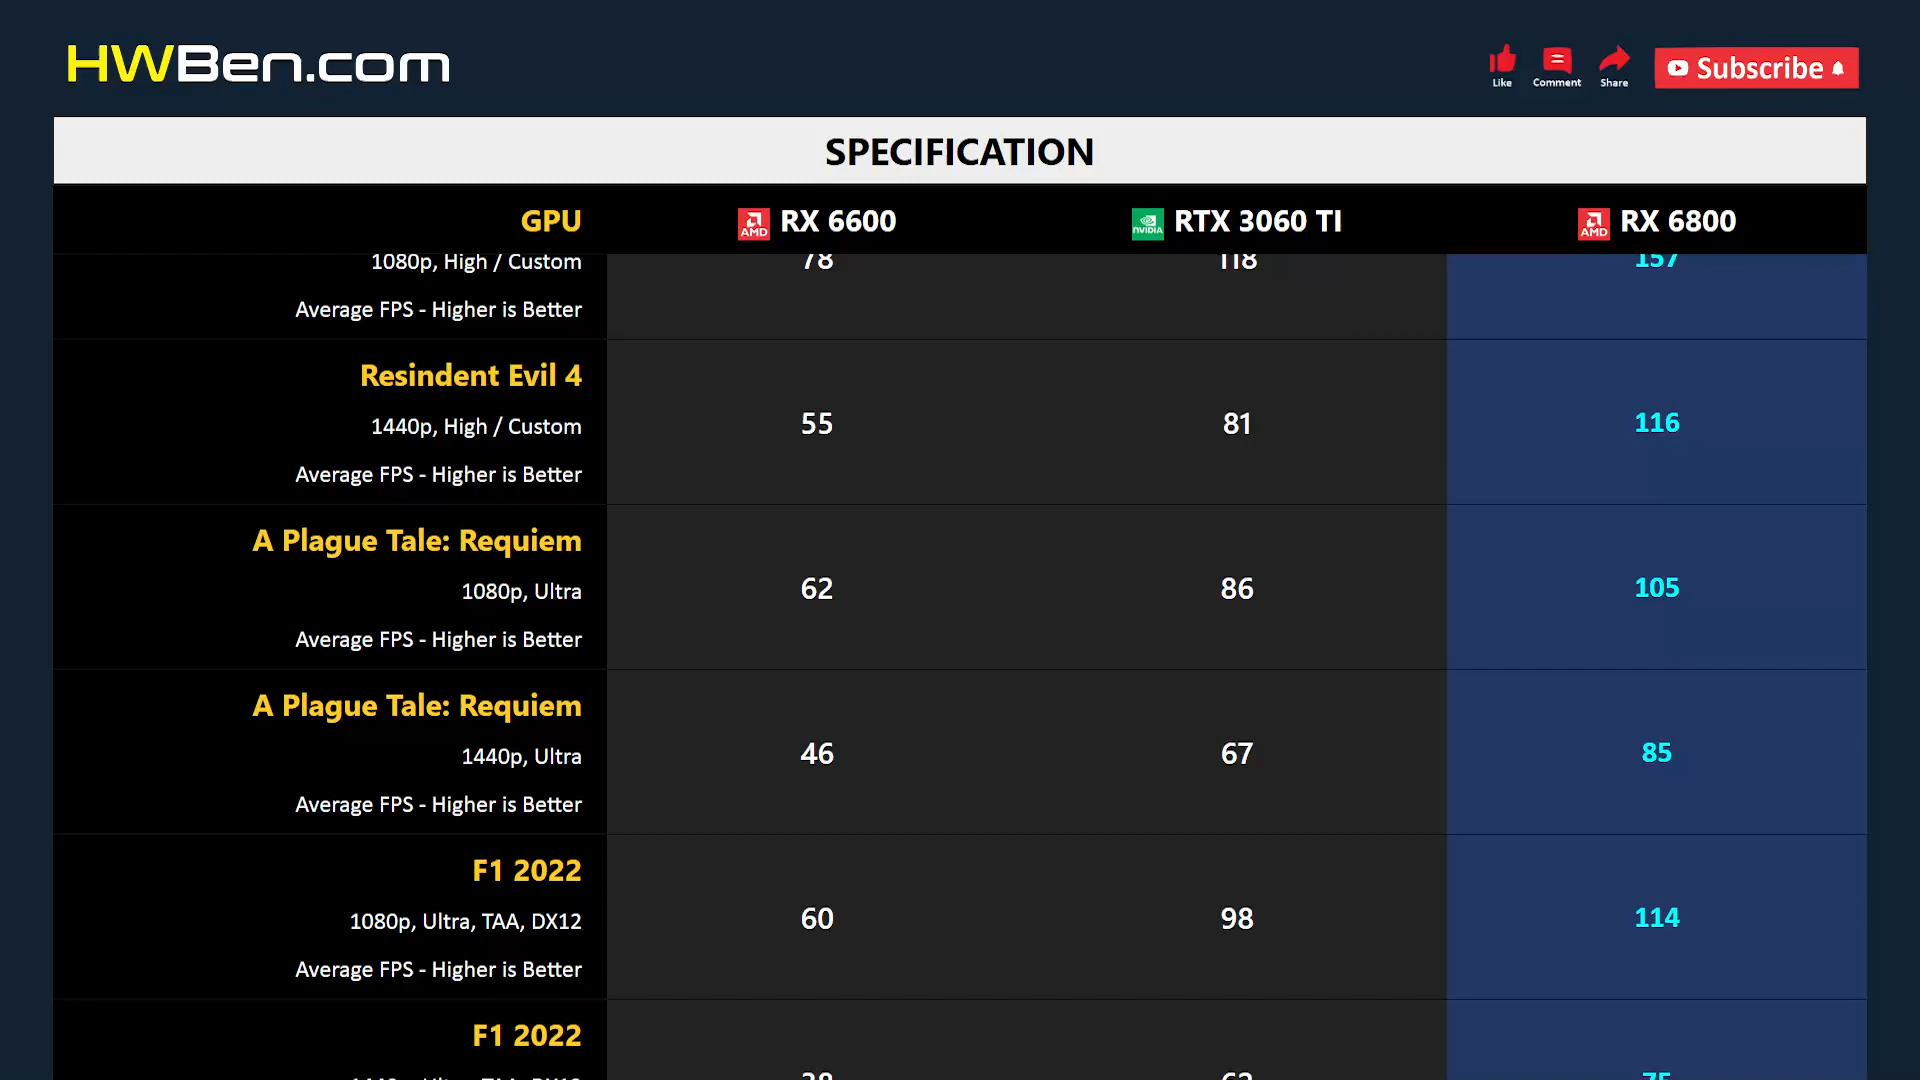 HWBen.com
Like
Comment
Share
Subscribe
SPECIFICATION
GPU
AMD RX 6600
NVIDIA RTX 3060 TI
AMD RX 6800
1080p, High / Custom
78
118
157
Average FPS - Higher is Better
Resindent Evil 4
1440p, High / Custom
55
81
116
Average FPS - Higher is Better
A Plague Tale: Requiem
1080p, Ultra
62
86
105
Average FPS - Higher is Better
A Plague Tale: Requiem
1440p, Ultra
46
67
85
Average FPS - Higher is Better
F1 2022
1080p, Ultra, TAA, DX12
60
98
114
Average FPS - Higher is Better
F1 2022